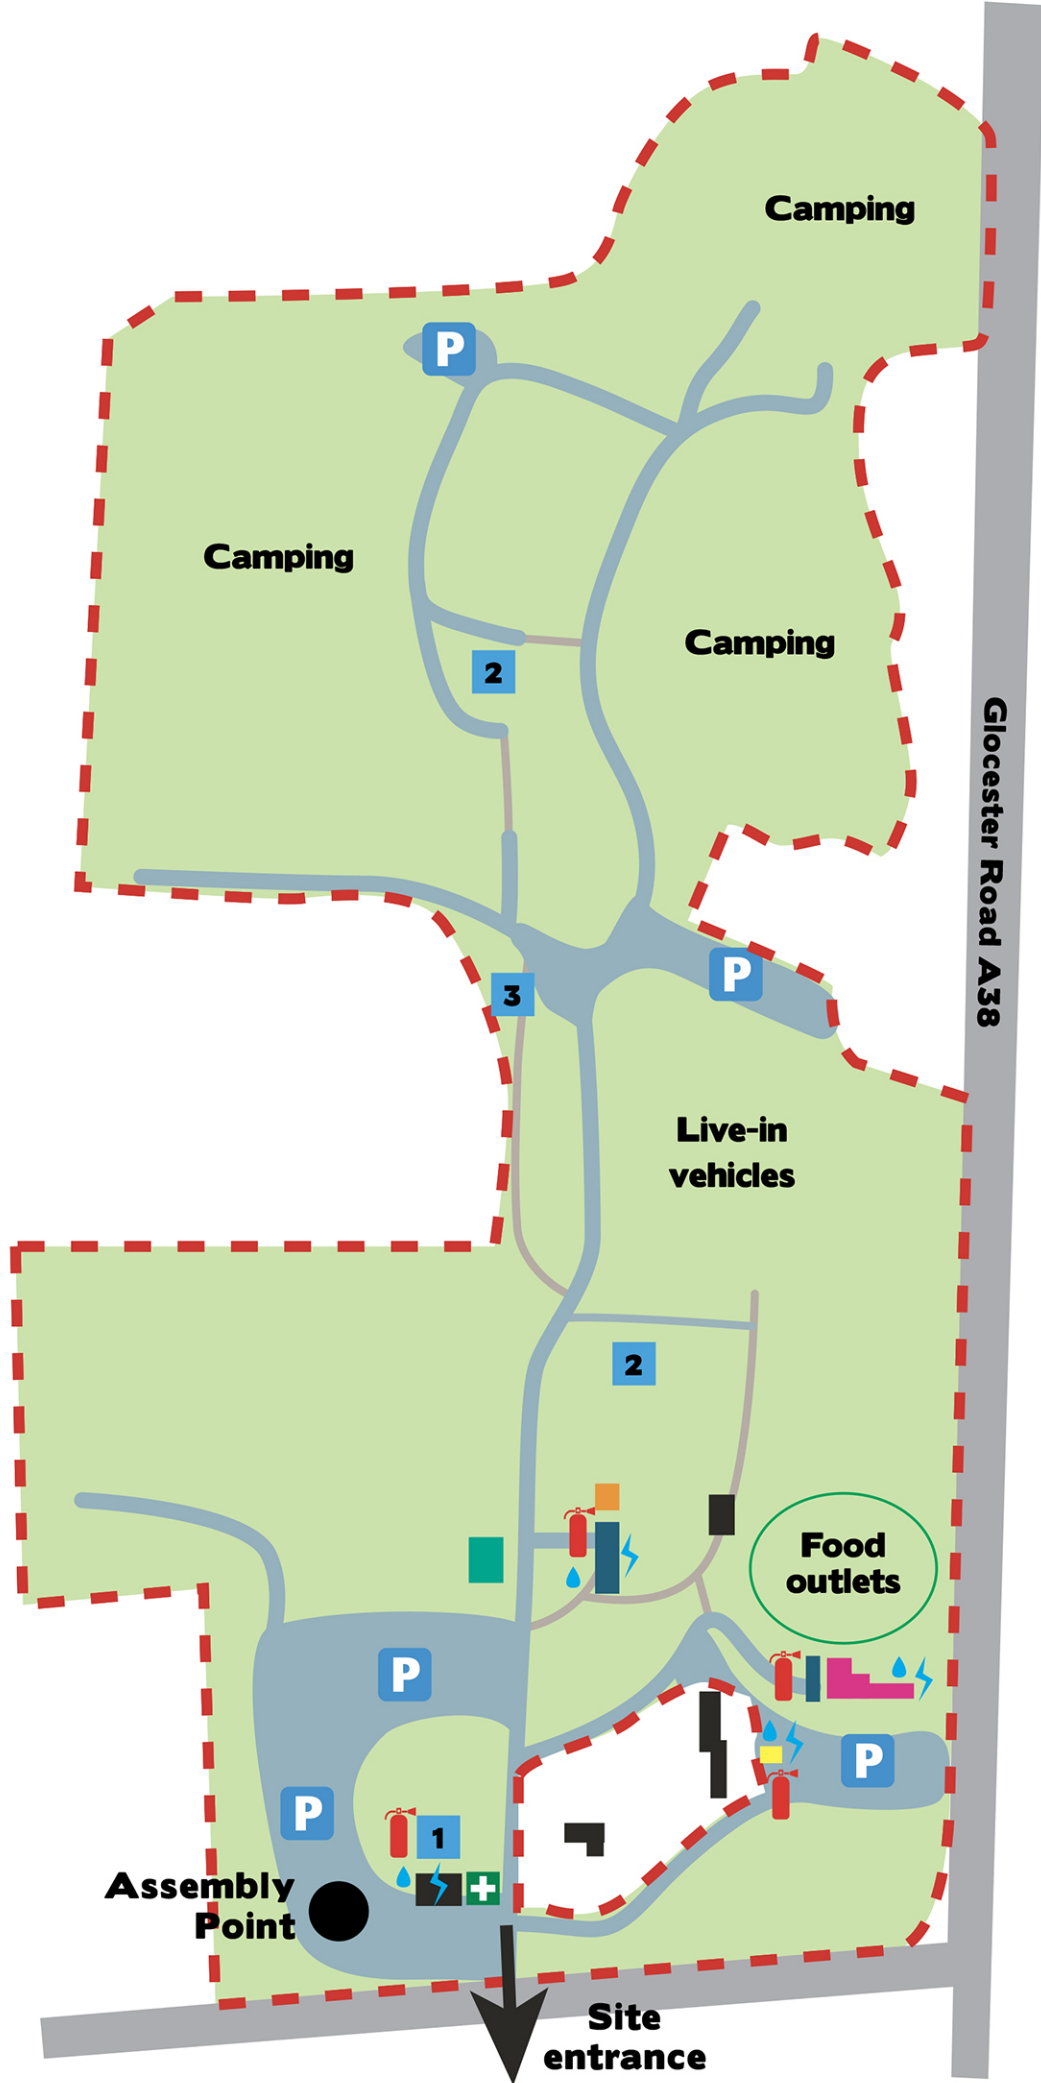 Camping
P
Camping
Camping
2
Glocester Road A38
3
P
Live-in
vehicles
2
Food
outlets
P
P
P
1
Assembly
Point
Site
entrance